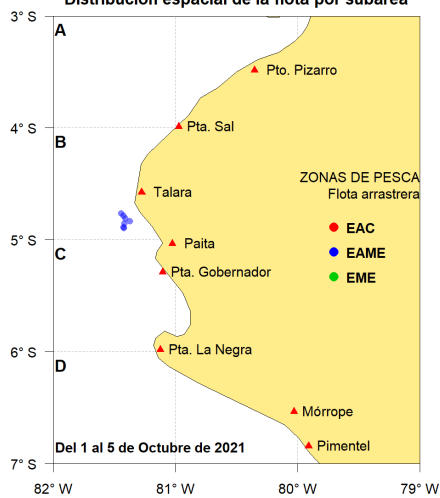 Distribución espacial de la flota por subárea
3° S
A
Pto. Pizarro
Pta. Sal
4° S
B
ZONAS DE PESCA
Flota arrastrera
Talara
EAC
Paita
5° S
EAME
C
Pta. Gobernador
EME
Pta. La Negra
6° S
D
Mórrope
Del 1 al 5 de Octubre de 2021
Pimentel
7° S
82° W
81° W
80° W
79° W